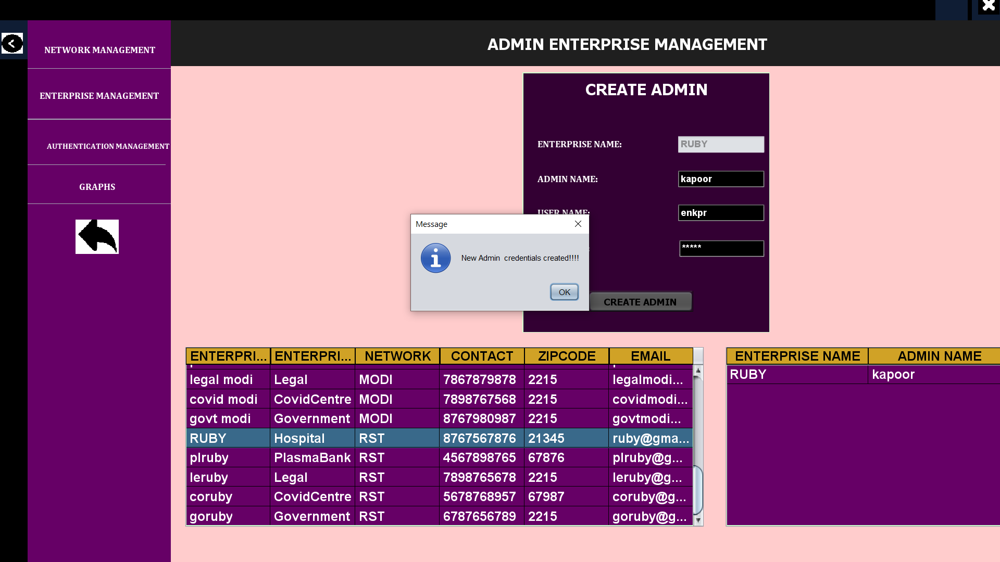 NETWORK MANAGEMENT
ENTERPRISE MANAGEMENT
AUTHENTICATION MANAGEMENT
GRAPHS
ADMIN ENTERPRISE MANAGEMENT
CREATE ADMIN
ENTERPRISE NAME: RUBY
ADMIN NAME: kapoor
USER NAME: enkpr
*****
CREATE ADMIN
Message
New Admin  credentials created!!!!
OK
ENTERPRI... ENTERPRI... NETWORK CONTACT ZIPCODE EMAIL
legal modi Legal MODI 7867879878 2215 legalmodi...
covid modi CovidCentre MODI 7898767568 2215 covidmodi...
govt modi Government MODI 8767980987 2215 govtmodi...
RUBY Hospital RST 8767567876 21345 ruby@gma...
plruby PlasmaBank RST 4567898765 67876 plruby@g...
leruby Legal RST 7898765678 2215 leruby@g...
coruby CovidCentre RST 5678768957 67987 coruby@g...
goruby Government RST 6787656789 2215 goruby@g...
ENTERPRISE NAME ADMIN NAME
RUBY kapoor